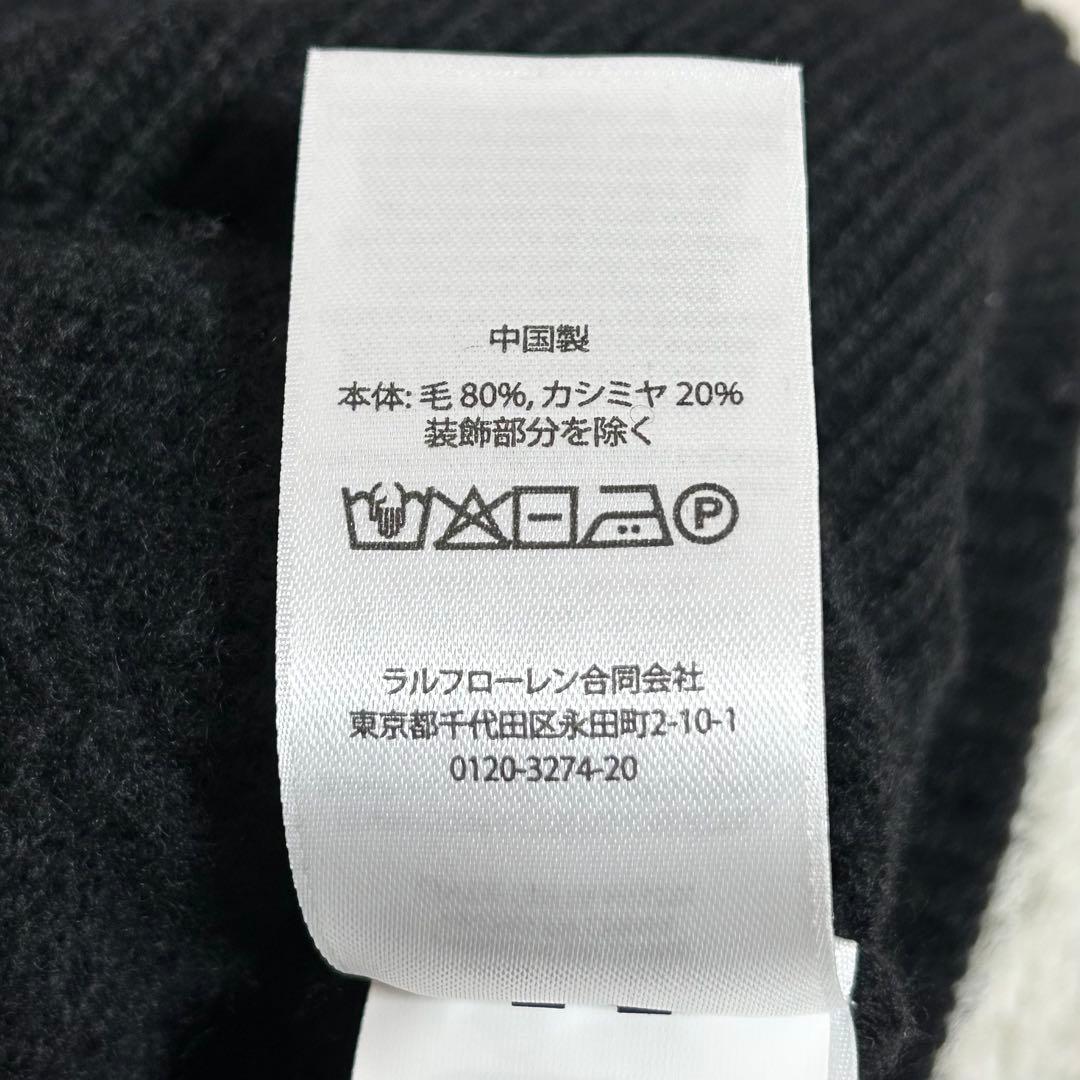 中国製
本体: 毛 80%, カシミヤ 20%
装飾部分を除く
P
ラルフローレン合同会社
東京都千代田区永田町2-10-1
0120-3274-20